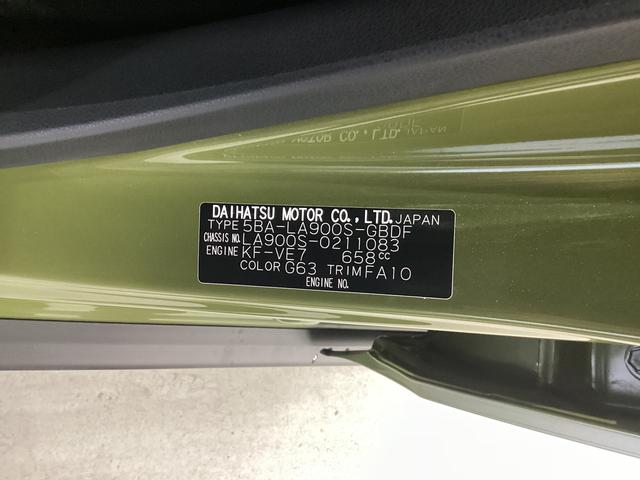 DAIHATSU MOTOR CO., LTD. JAPAN
TYPE 5BA-LA900S-GBDF
CHASSIS NO. LA900S-0211083
ENGINE KF-VE7 658cc
COLOR G63 TRIM FA10
ENGINE NO.